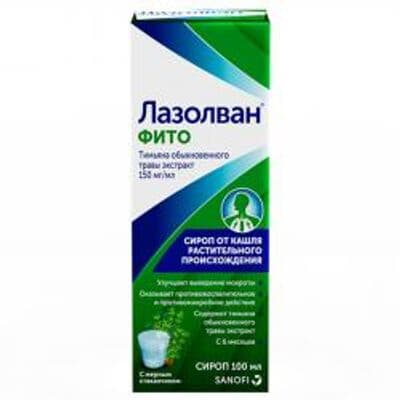 Лазолван®
ФИТО
Тимьяна обыкновенного
травы экстракт
150 мг/мл
СИРОП ОТ КАШЛЯ
РАСТИТЕЛЬНОГО
ПРОИСХОЖДЕНИЯ
Улучшает выведение мокроты
Оказывает противовоспалительное
и противомикробное действие
Содержит тимьяна
обыкновенного
травы экстракт
С 6 месяцев
С мерным
стаканчиком
СИРОП 100 мл
SANOFI